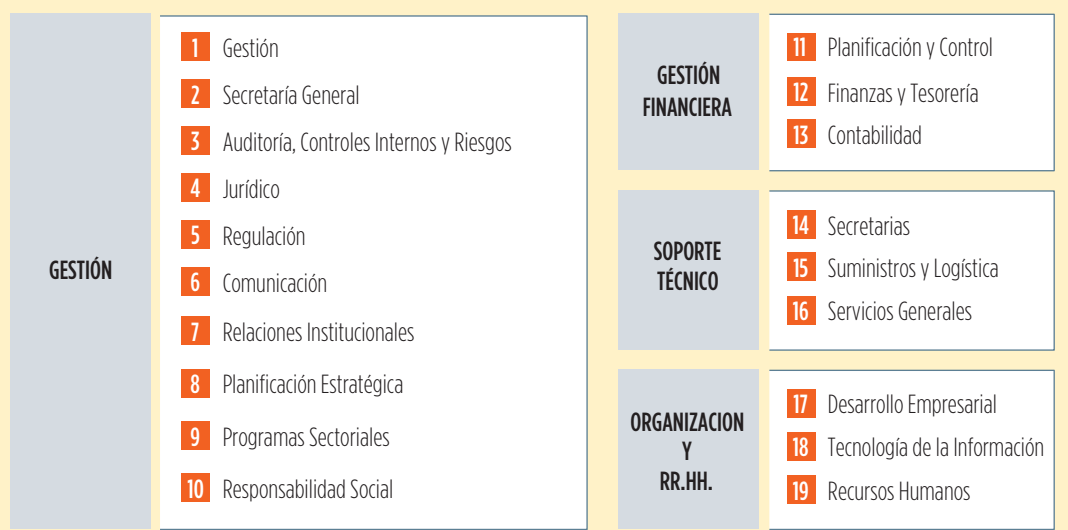 GESTIÓN
1 Gestión
2 Secretaría General
3 Auditoría, Controles Internos y Riesgos
4 Jurídico
5 Regulación
6 Comunicación
7 Relaciones Institucionales
8 Planificación Estratégica
9 Programas Sectoriales
10 Responsabilidad Social
GESTIÓN
FINANCIERA
11 Planificación y Control
12 Finanzas y Tesorería
13 Contabilidad
SOPORTE
TÉCNICO
14 Secretarias
15 Suministros y Logística
16 Servicios Generales
ORGANIZACION
Y
RR.HH.
17 Desarrollo Empresarial
18 Tecnología de la Información
19 Recursos Humanos